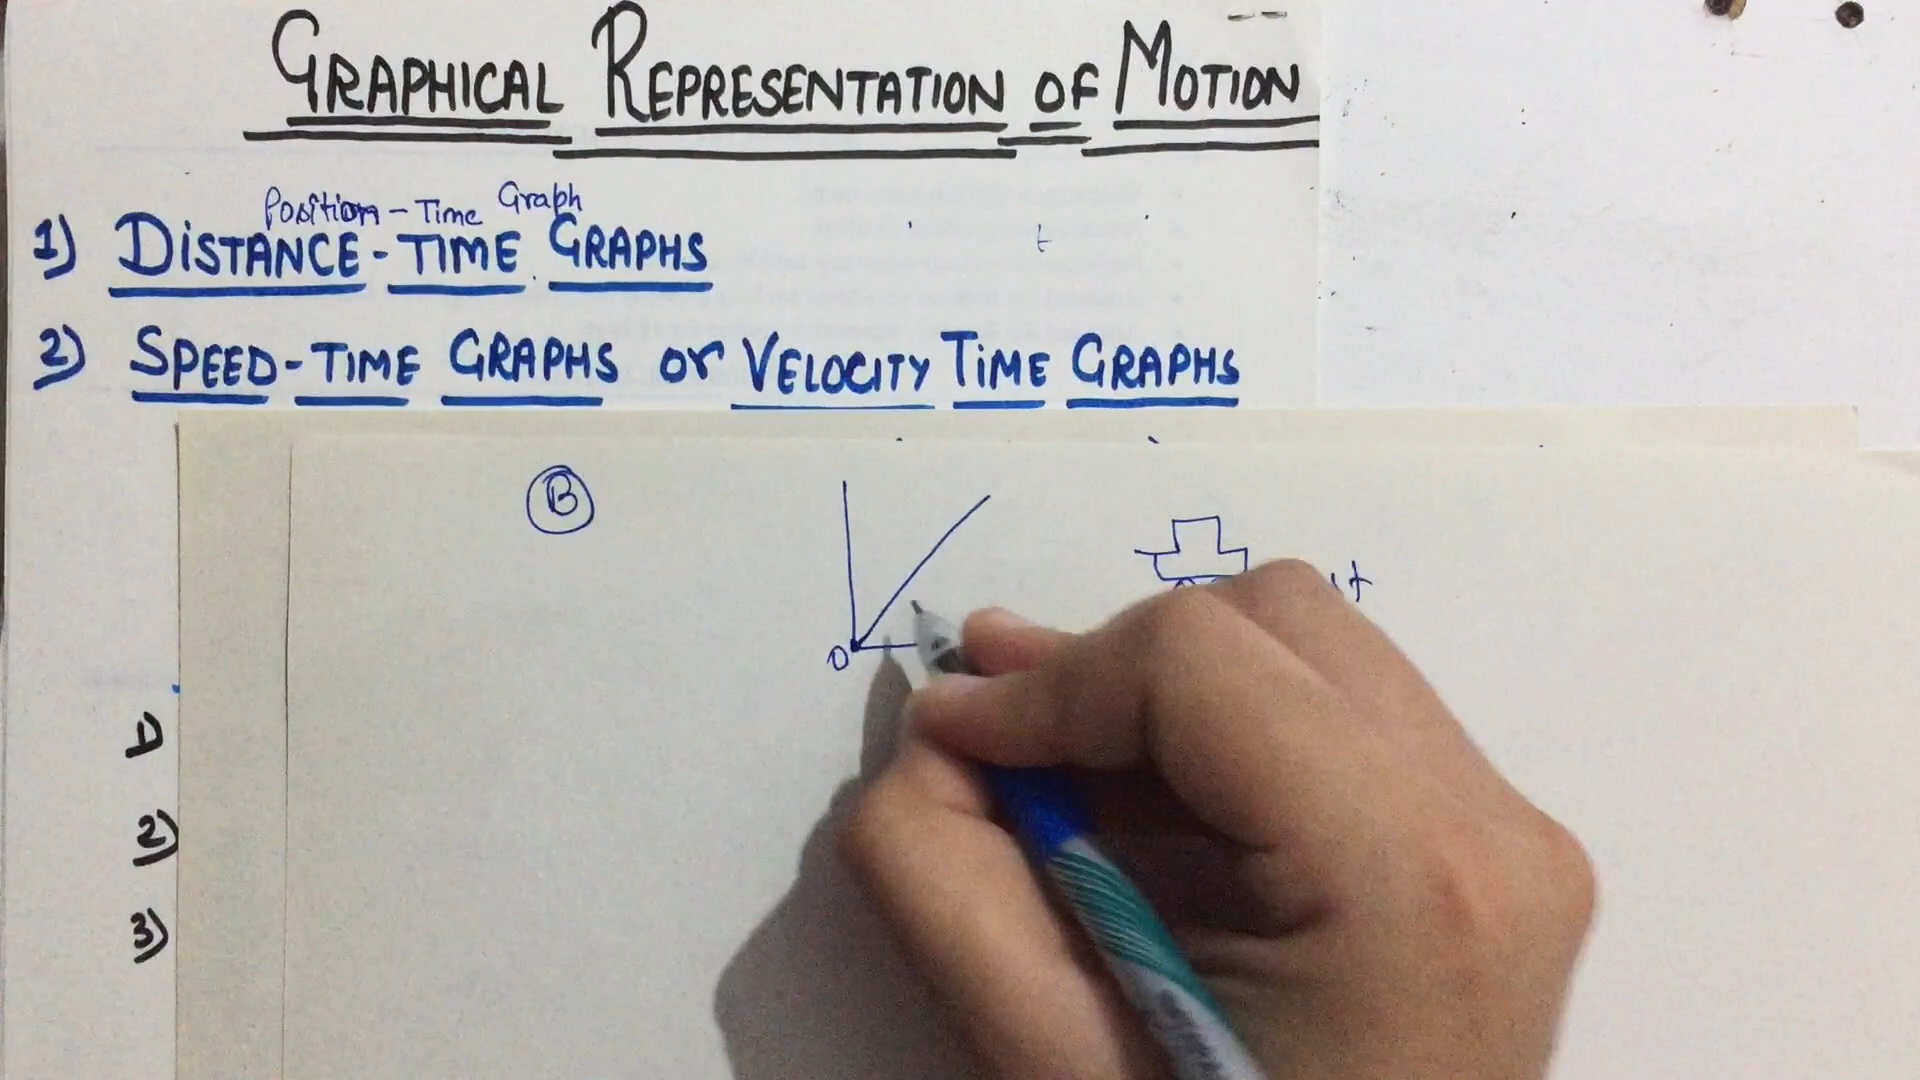 GRAPHICAL REPRESENTATION OF MOTION
Position - Time Graph
1) DISTANCE - TIME GRAPHS
t
2) SPEED - TIME GRAPHS or VELOCITY TIME GRAPHS
B
O
1)
2)
3)